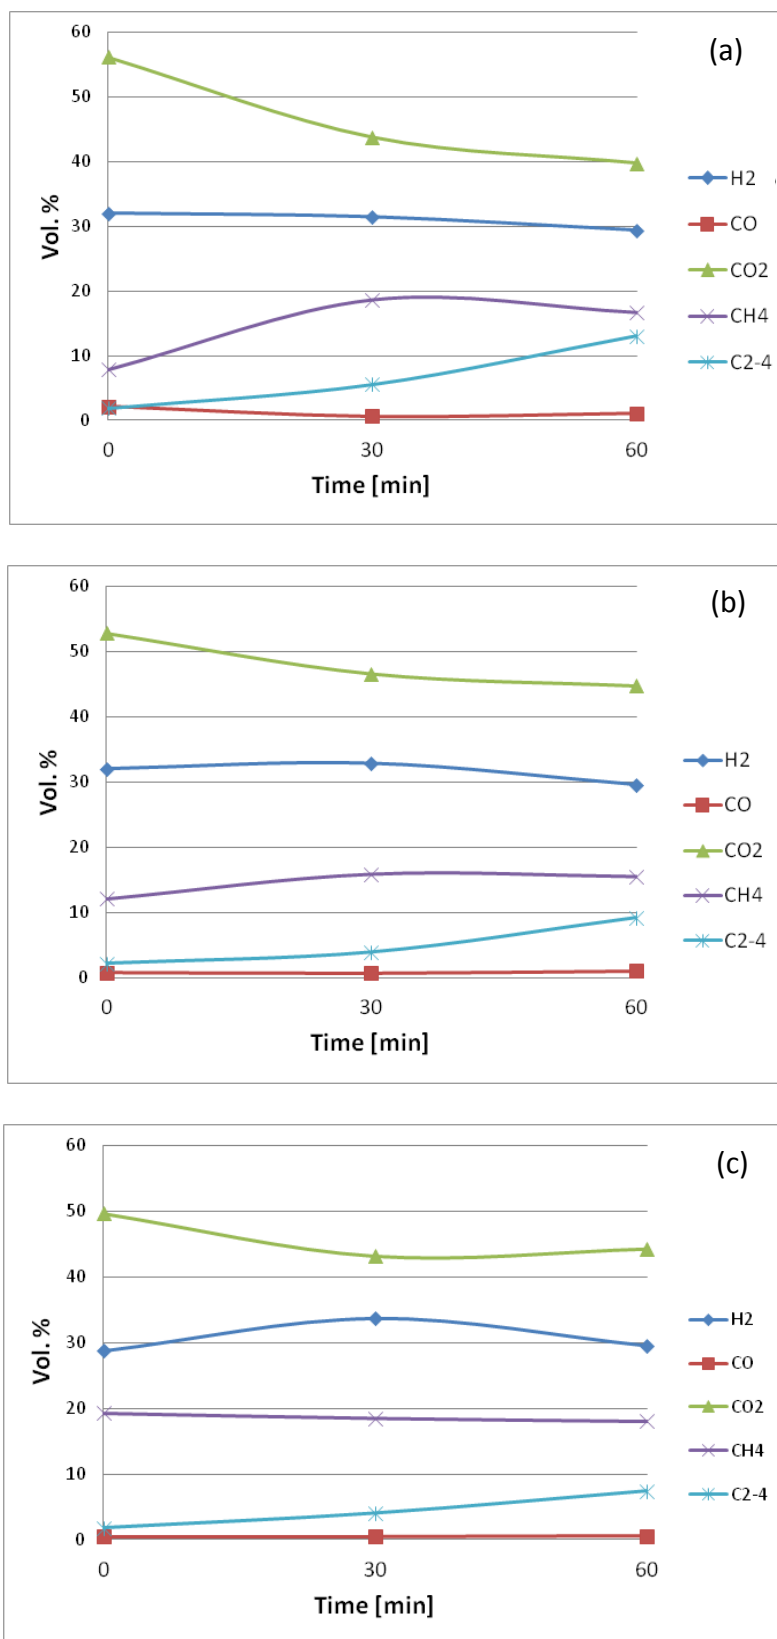 (a)
60
50
40
30
20
10
0
Vol. %
0 30 60
Time [min]
H2
CO
CO2
CH4
C2-4
(b)
60
50
40
30
20
10
0
Vol. %
0 30 60
Time [min]
H2
CO
CO2
CH4
C2-4
(c)
60
50
40
30
20
10
0
Vol. %
0 30 60
Time [min]
H2
CO
CO2
CH4
C2-4